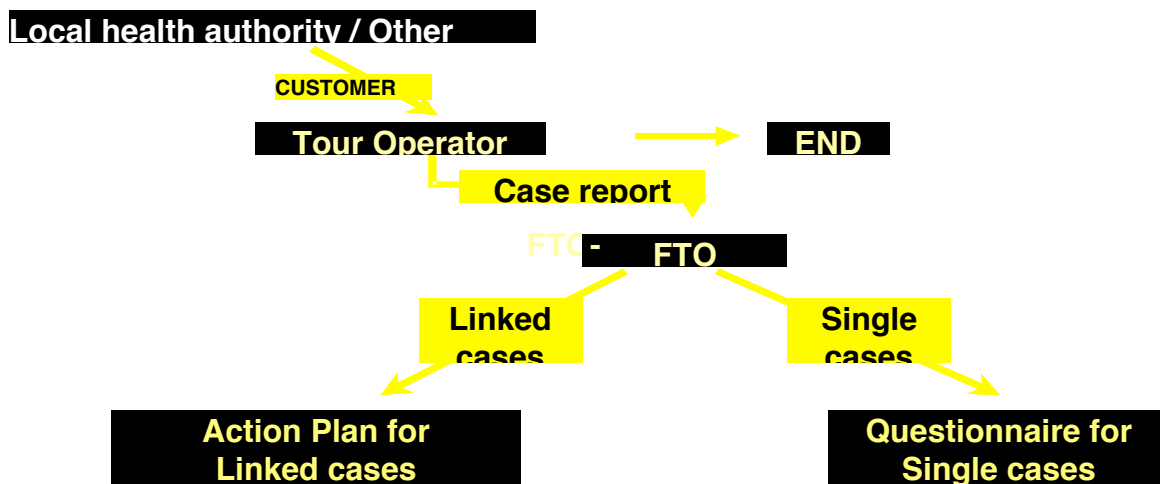 Local health authority / Other
CUSTOMER
Tour Operator
END
Case report
FTO -
FTO
Linked
cases
Single
cases
Action Plan for
Linked cases
Questionnaire for
Single cases